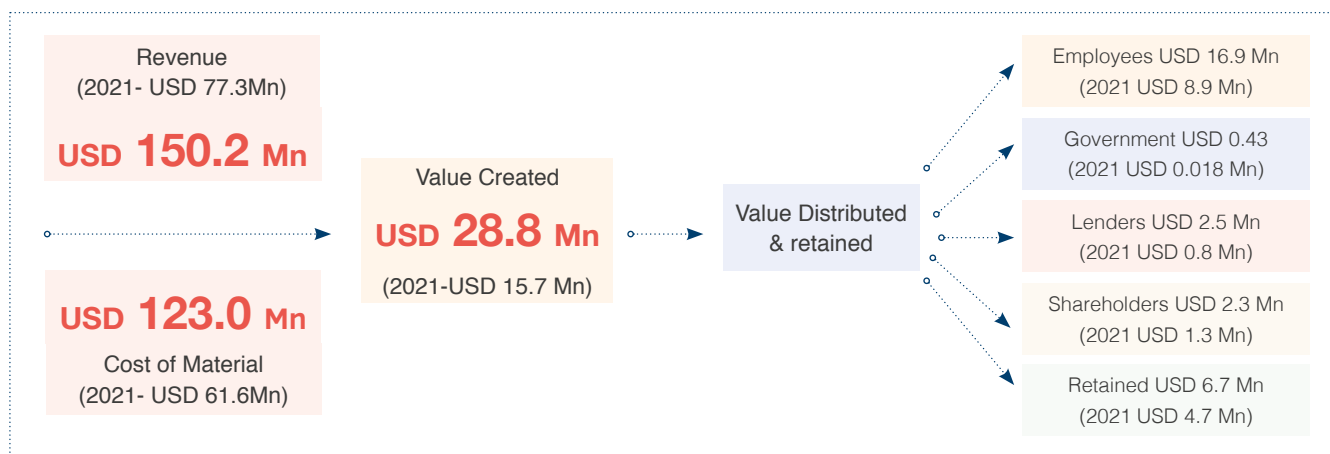 Revenue
(2021- USD 77.3Mn)
USD 150.2 Mn
USD 123.0 Mn
Cost of Material
(2021- USD 61.6Mn)
Value Created
USD 28.8 Mn
(2021-USD 15.7 Mn)
Value Distributed
& retained
Employees USD 16.9 Mn
(2021 USD 8.9 Mn)
Government USD 0.43
(2021 USD 0.018 Mn)
Lenders USD 2.5 Mn
(2021 USD 0.8 Mn)
Shareholders USD 2.3 Mn
(2021 USD 1.3 Mn)
Retained USD 6.7 Mn
(2021 USD 4.7 Mn)